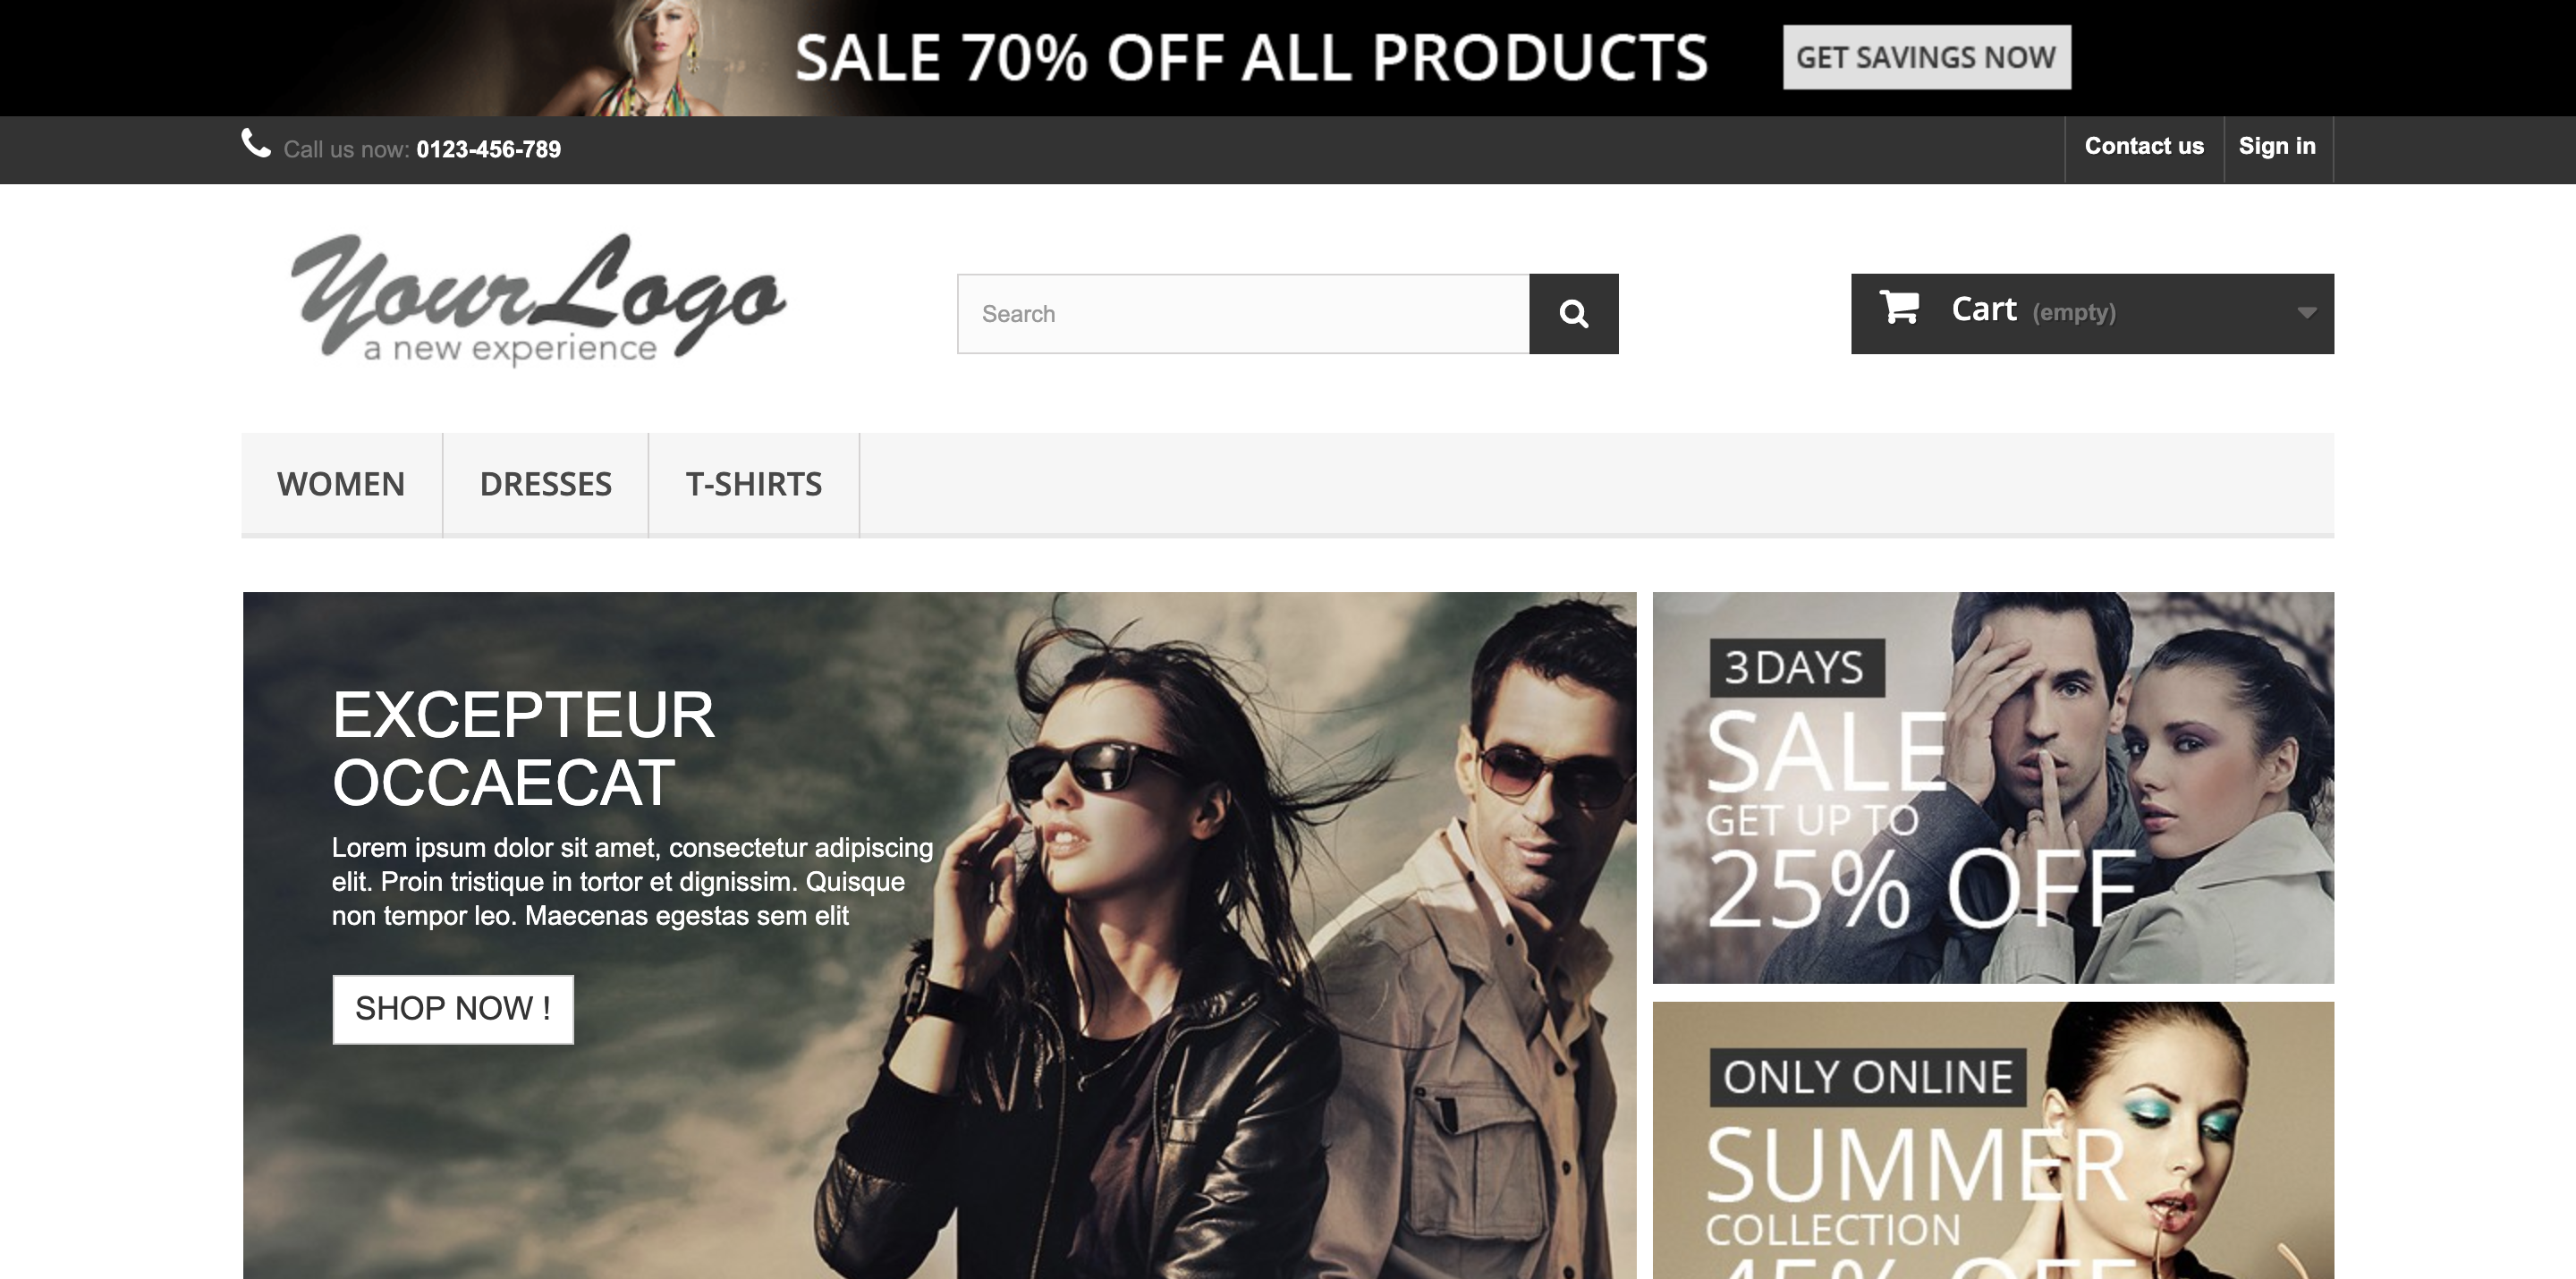 SALE 70% OFF ALL PRODUCTS
GET SAVINGS NOW
Call us now: 0123-456-789
Contact us
Sign in
YourLogo
a new experience
Search
Cart (empty)
WOMEN
DRESSES
T-SHIRTS
EXCEPTEUR
OCCAECAT
Lorem ipsum dolor sit amet, consectetur adipiscing
elit. Proin tristique in tortor et dignissim. Quisque
non tempor leo. Maecenas egestas sem elit
SHOP NOW !
3 DAYS
SALE
GET UP TO
25% OFF
ONLY ONLINE
SUMMER
COLLECTION
45% OFF